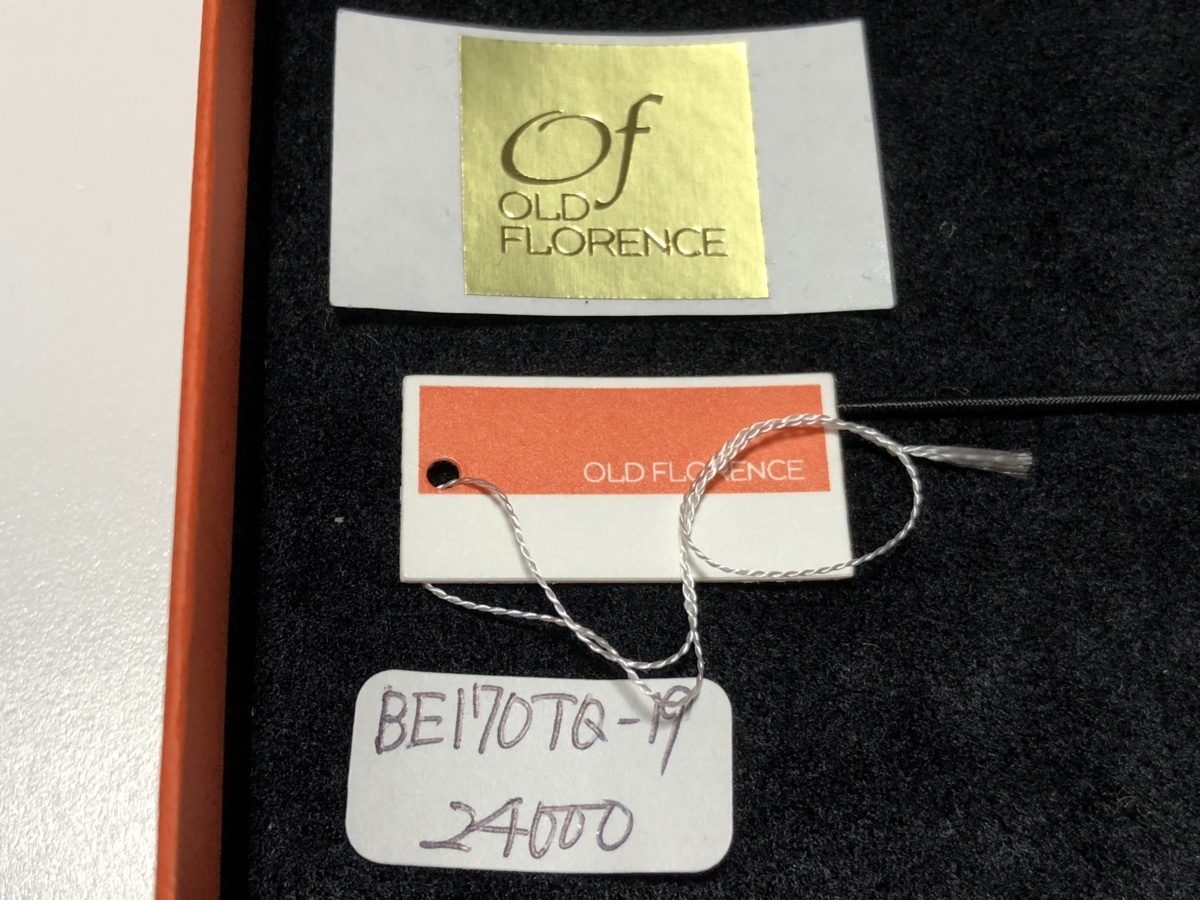 Of
OLD
FLORENCE
OLD FLORENCE
BE170TQ-19
24000